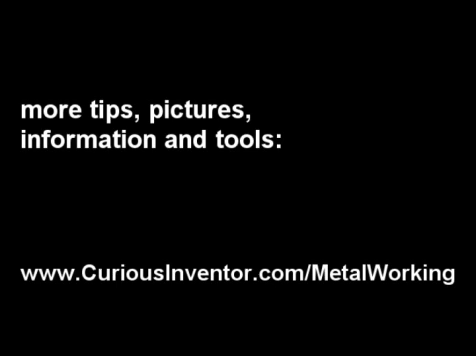 more tips, pictures,
information and tools:
www.CuriousInventor.com/MetalWorking